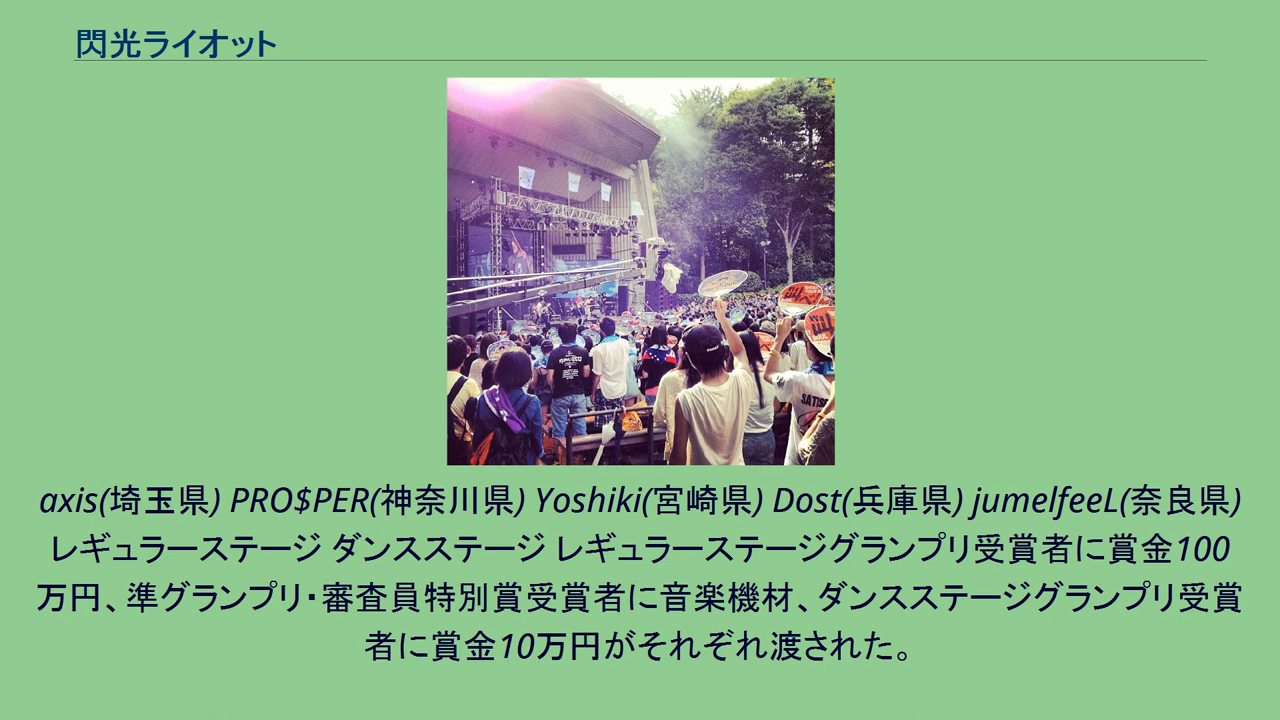 閃光ライオット
SATISF
axis(埼玉県) PRO$PER(神奈川県) Yoshiki(宮崎県) Dost(兵庫県) jumelfeeL(奈良県)
レギュラーステージ ダンスステージ レギュラーステージグランプリ受賞者に賞金100
万円、準グランプリ・審査員特別賞受賞者に音楽機材、ダンスステージグランプリ受賞
者に賞金10万円がそれぞれ渡された。